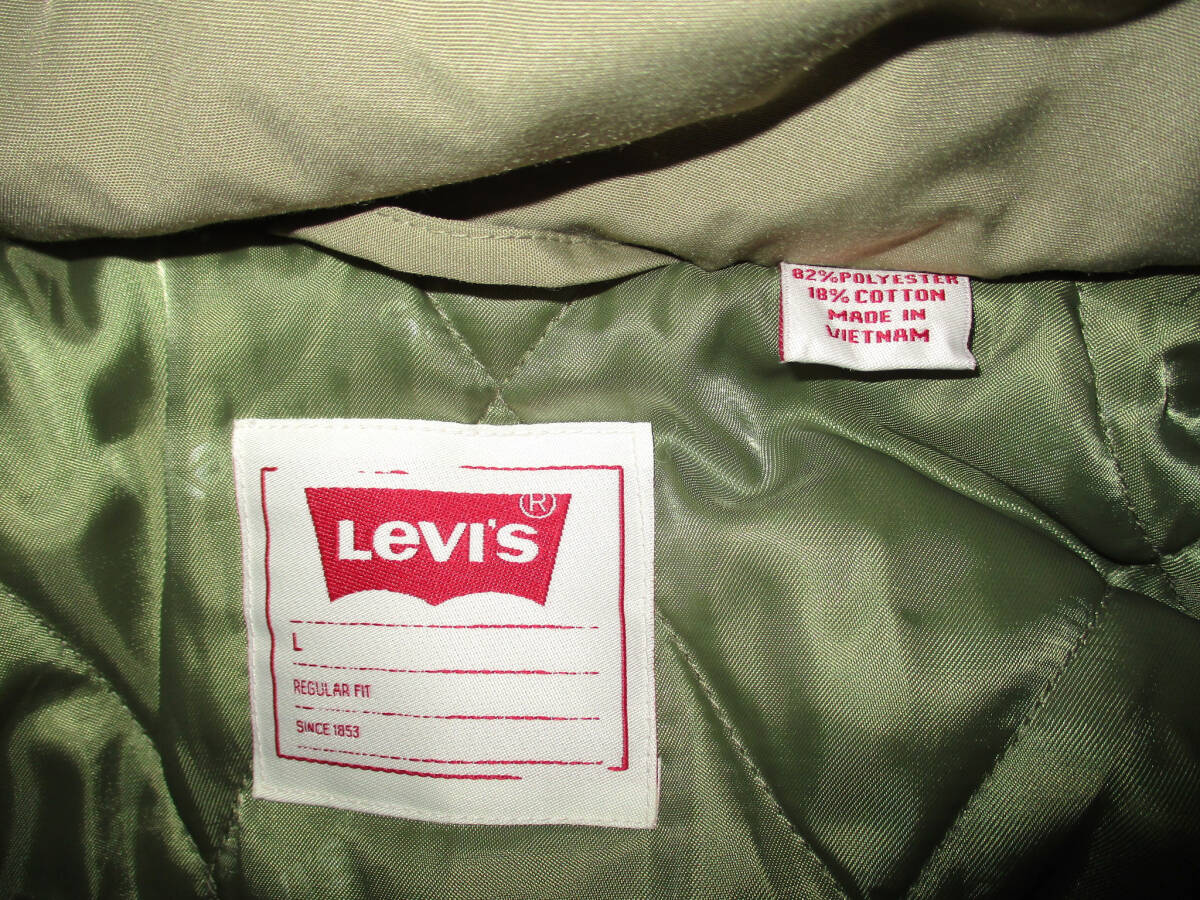 82%POLYESTER
18% COTTON
MADE IN
VIETNAM
LEVI'S®
L
REGULAR FIT
SINCE 1853